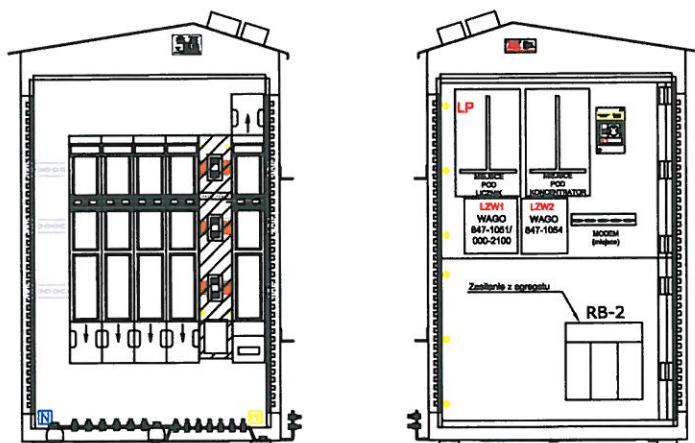 LP
MIEJSCE
POD
LICZNIK
MIEJSCE
POD
KONCENTRATOR
LZW1
WAGO
847-1051/
000-2100
LZW2
WAGO
847-1054
MODEM
(miejsce)
Zasilanie z agregatu
RB-2
N